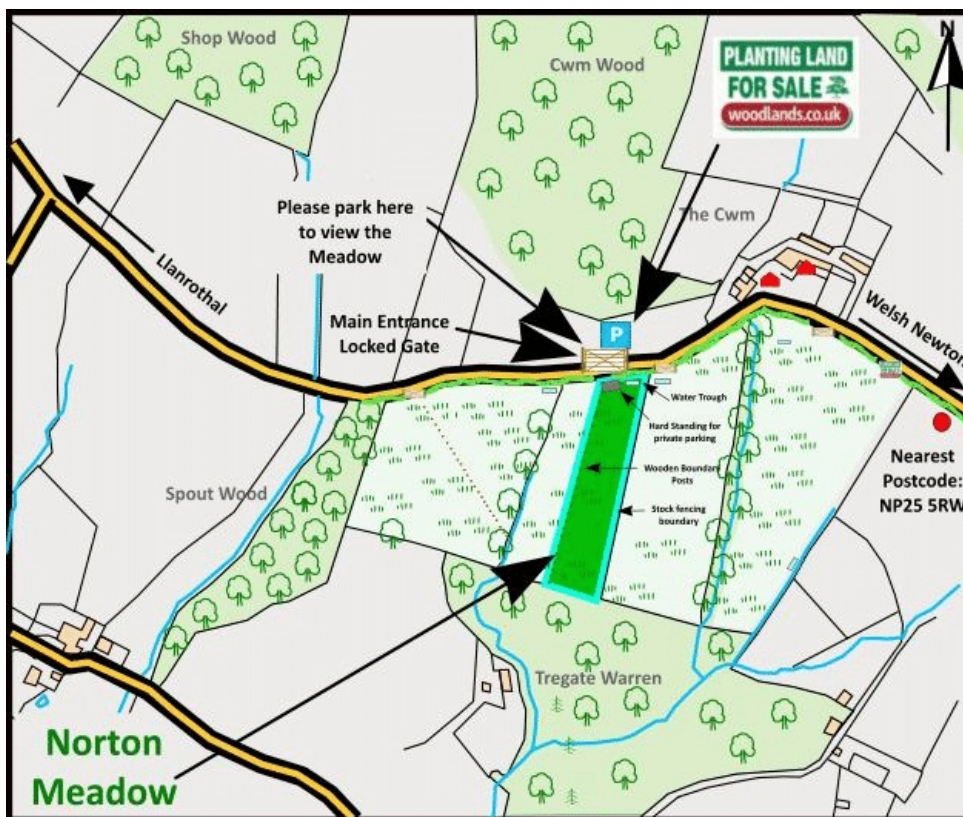 Shop Wood
Cwm Wood
N
PLANTING LAND
FOR SALE
woodlands.co.uk
Please park here
to view the
Meadow
The Cwm
Llanrothal
P
Main Entrance
Locked Gate
Welsh Newton
Water Trough
Hard Standing for
private parking
Wooden Boundary
Posts
Stock fencing
boundary
Nearest
Postcode:
NP25 5RW
Spout Wood
Tregate Warren
Norton
Meadow